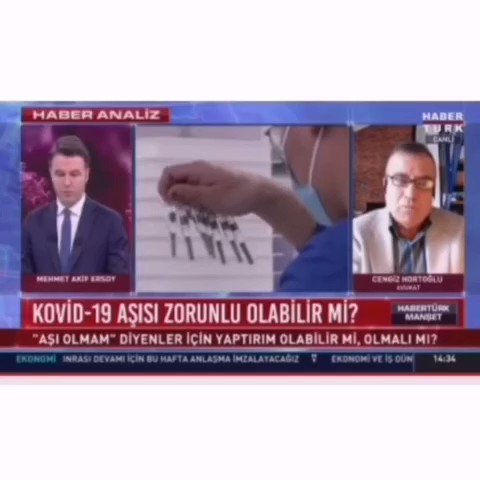 HABER ANALİZ
HABER
TÜRK
CANLI
MEHMET AKİF ERSOY
CENGİZ HORTOĞLU
AVUKAT
KOVİD-19 AŞISI ZORUNLU OLABİLİR Mİ?
HABERTÜRK
MANŞET
"AŞI OLMAM" DİYENLER İÇİN YAPTIRIM OLABİLİR Mİ, OLMALI MI?
EKONOMİ INRASI DEVAMI İÇİN BU HAFTA ANLAŞMA İMZALAYACAĞIZ EKONOMİ VE İŞ DÜN 14:34